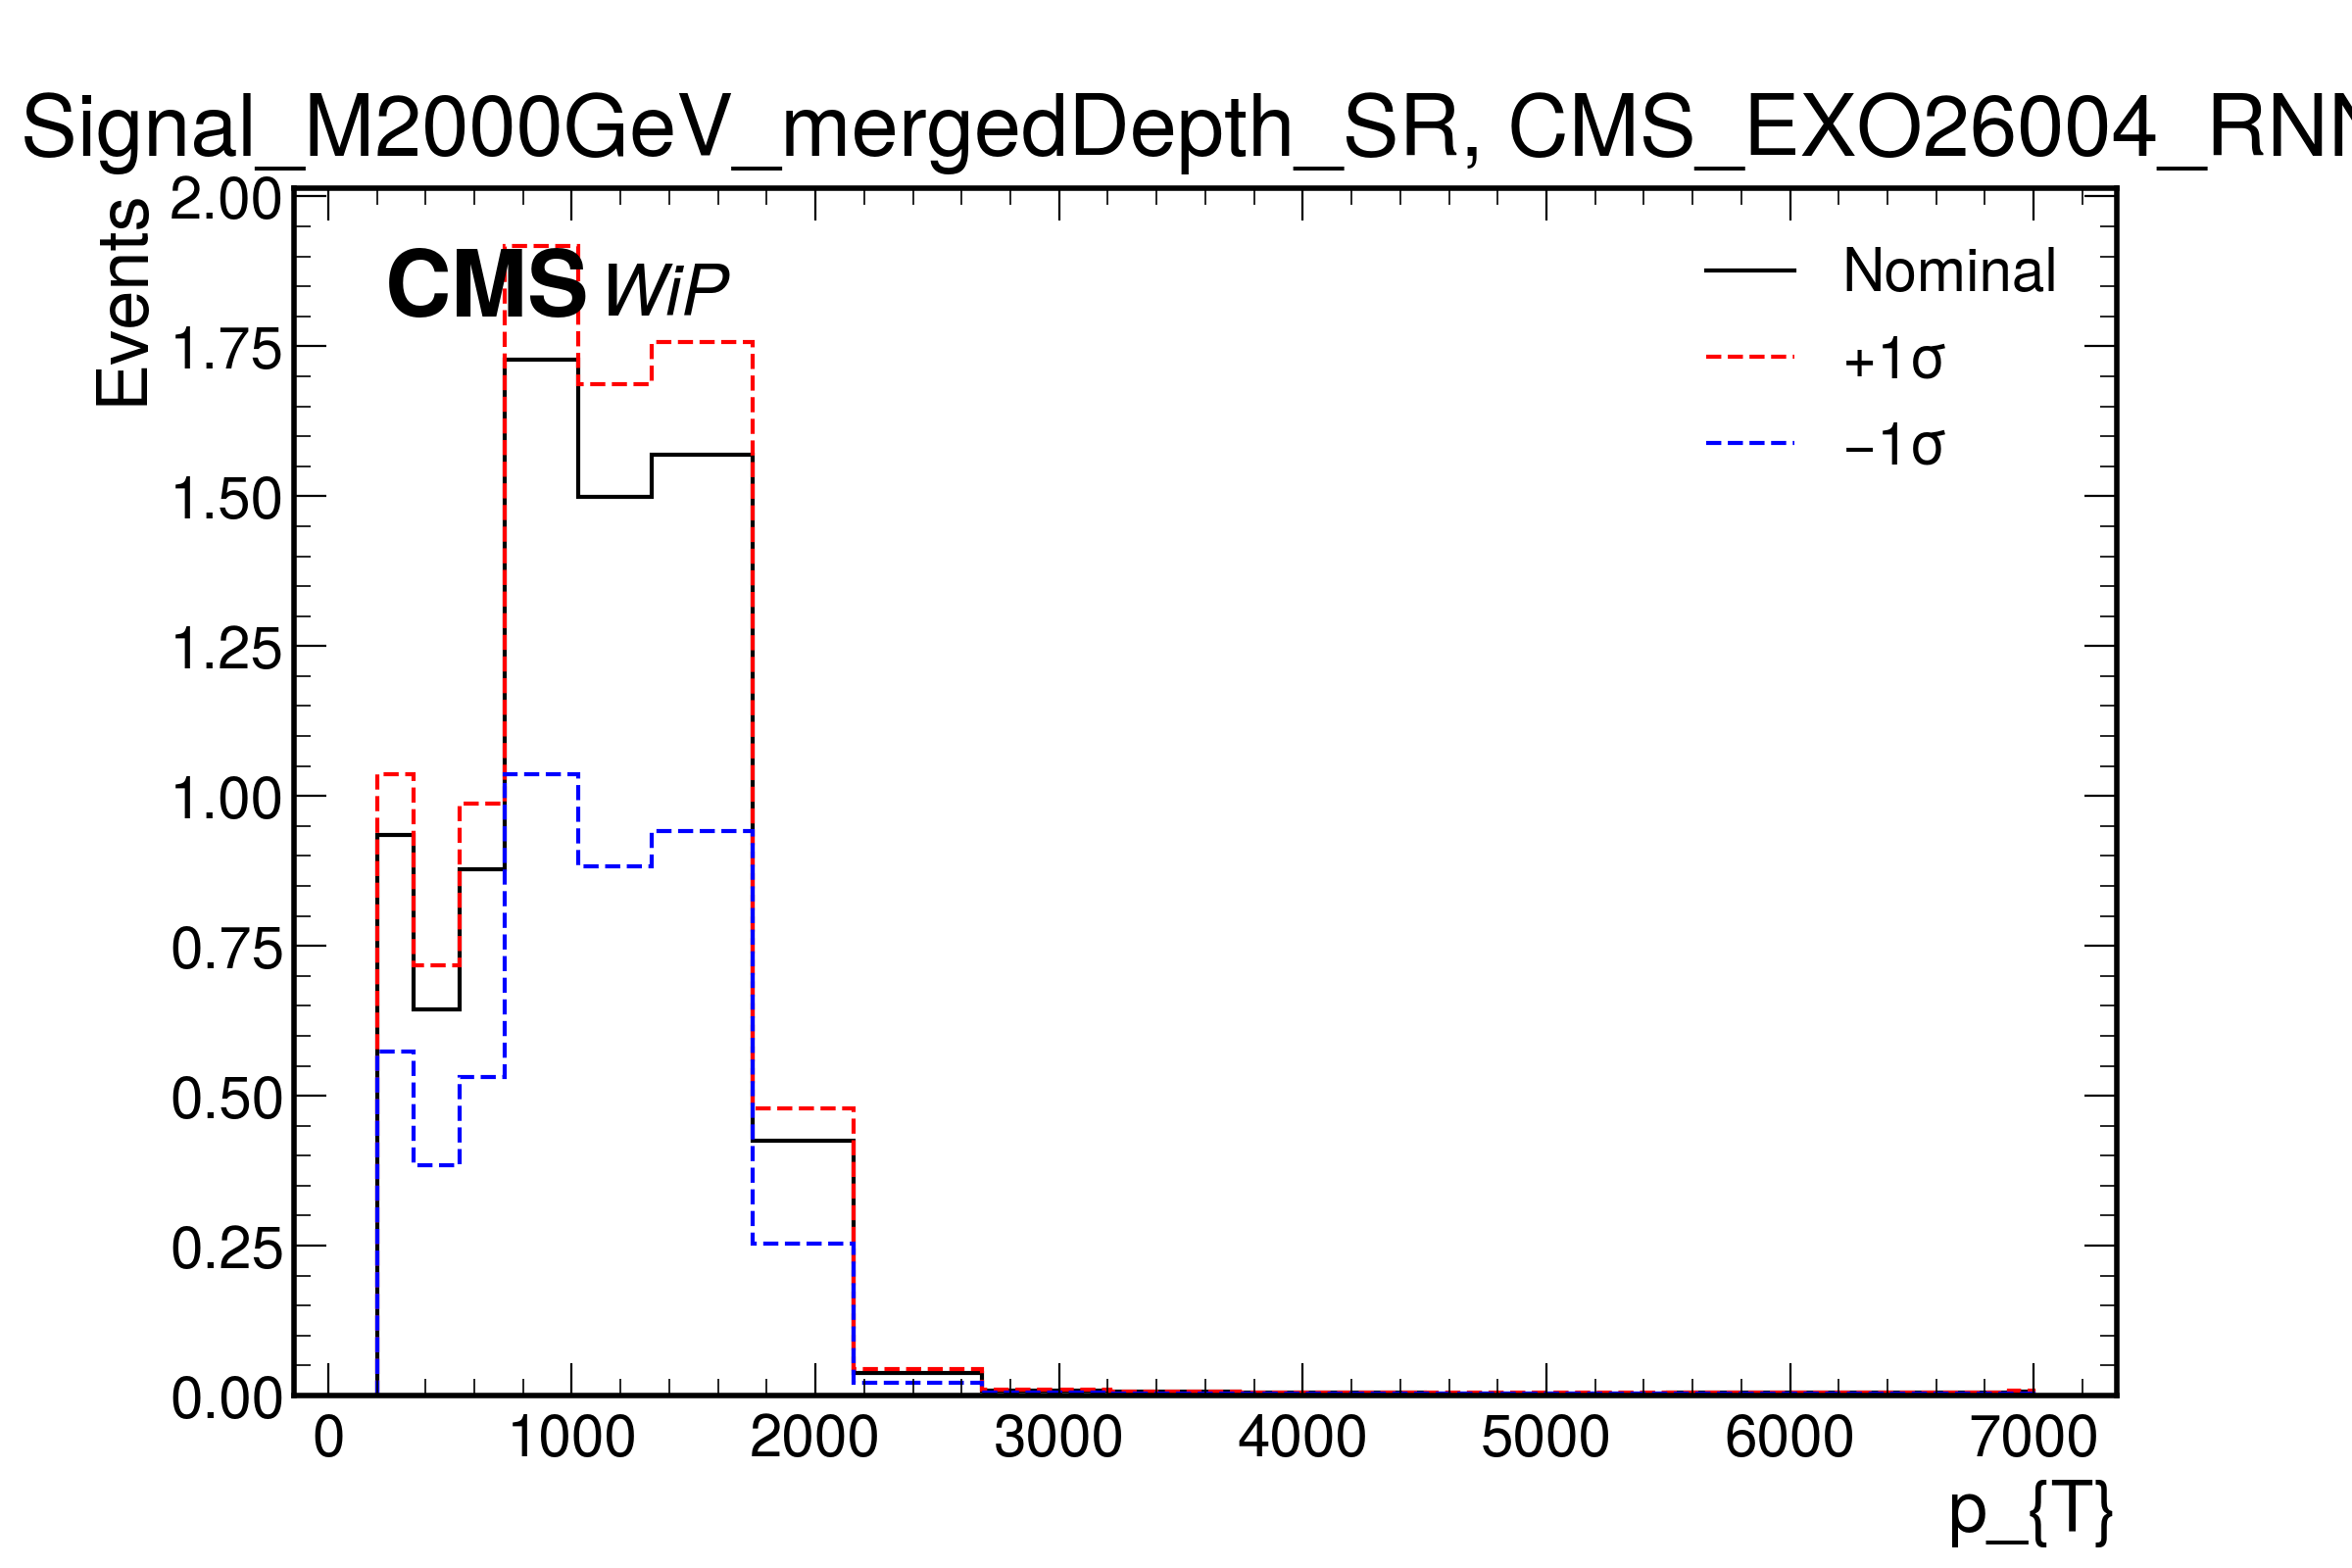 Signal_M2000GeV_mergedDepth_SR, CMS_EXO26004_RNN
Events
2.00
1.75
1.50
1.25
1.00
0.75
0.50
0.25
0.00
CMS WiP
Nominal
+1σ
−1σ
0 1000 2000 3000 4000 5000 6000 7000
p_{T}